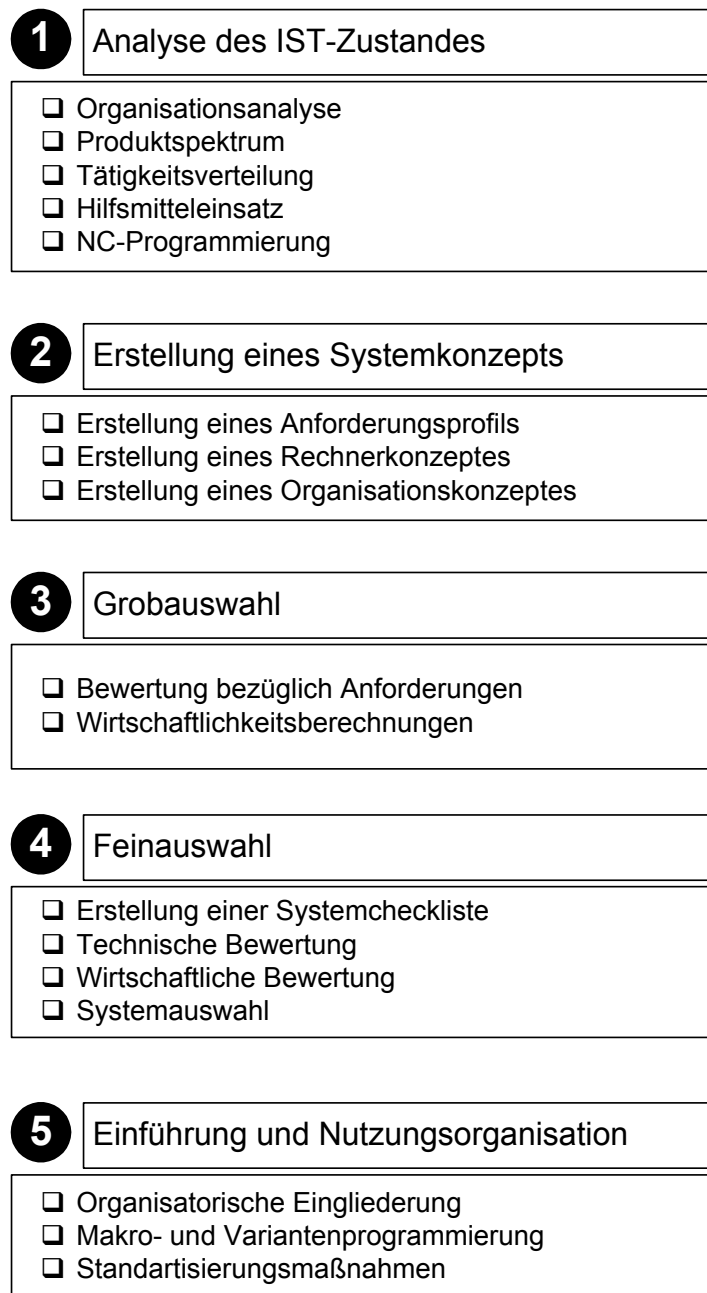 1 Analyse des IST-Zustandes
❑ Organisationsanalyse
❑ Produktspektrum
❑ Tätigkeitsverteilung
❑ Hilfsmitteleinsatz
❑ NC-Programmierung
2 Erstellung eines Systemkonzepts
❑ Erstellung eines Anforderungsprofils
❑ Erstellung eines Rechnerkonzeptes
❑ Erstellung eines Organisationskonzeptes
3 Grobauswahl
❑ Bewertung bezüglich Anforderungen
❑ Wirtschaftlichkeitsberechnungen
4 Feinauswahl
❑ Erstellung einer Systemcheckliste
❑ Technische Bewertung
❑ Wirtschaftliche Bewertung
❑ Systemauswahl
5 Einführung und Nutzungsorganisation
❑ Organisatorische Eingliederung
❑ Makro- und Variantenprogrammierung
❑ Standartisierungsmaßnahmen